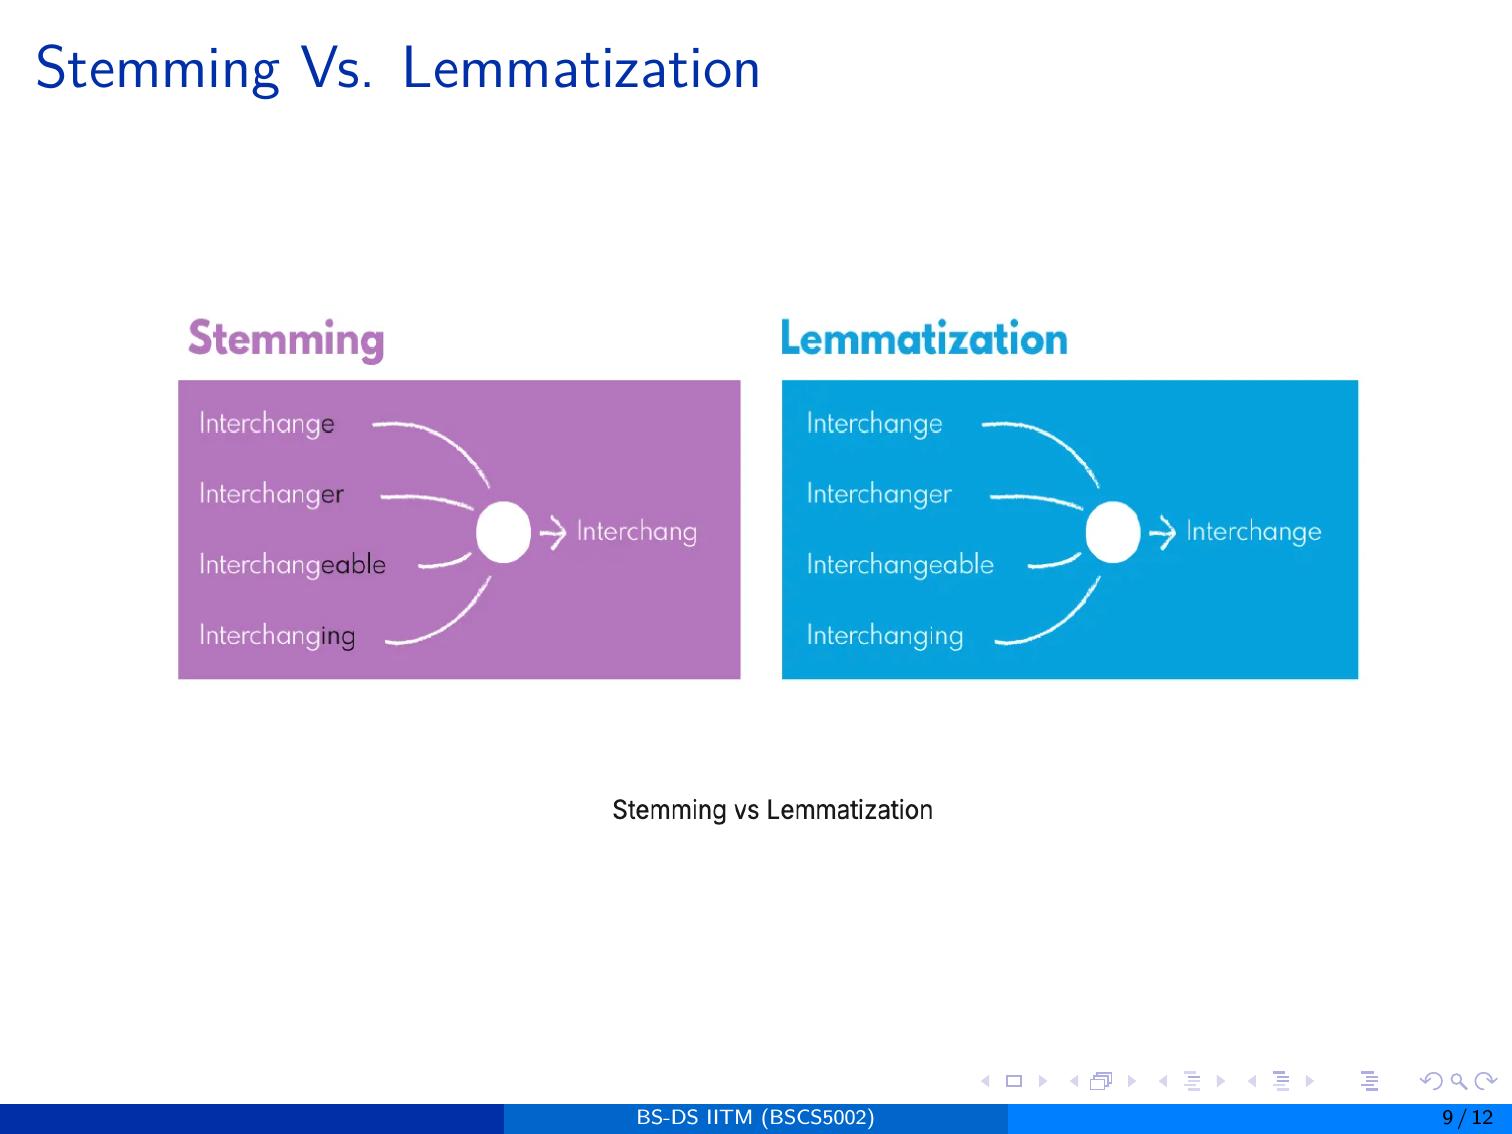 Stemming Vs. Lemmatization
Stemming
Interchange
Interchanger
Interchangeable
Interchanging
Interchang
Lemmatization
Interchange
Interchanger
Interchangeable
Interchanging
Interchange
Stemming vs Lemmatization
BS-DS IITM (BSCS5002)
9 / 12